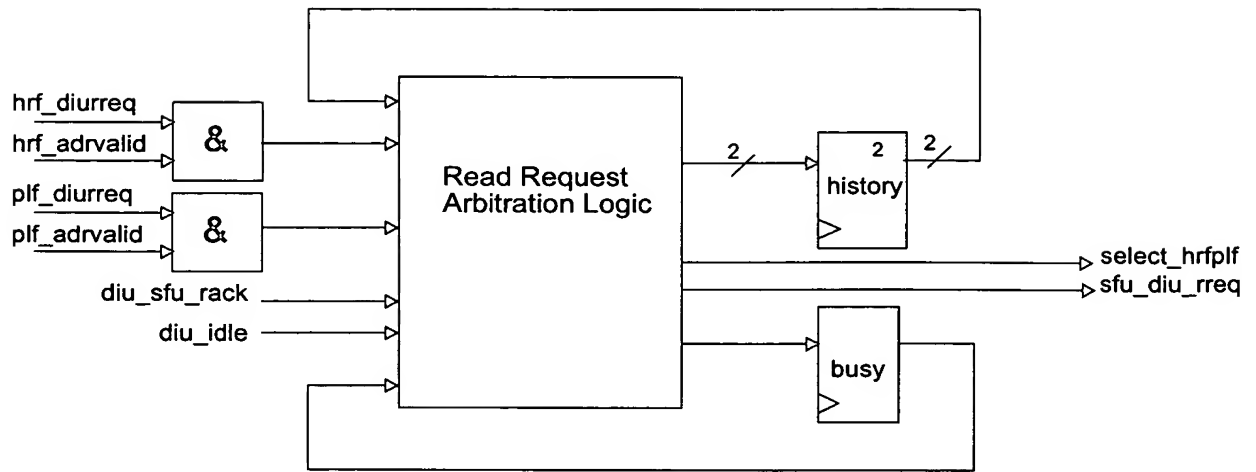 hrf_diurreq
hrf_adrvalid
&
plf_diurreq
plf_adrvalid
&
diu_sfu_rack
diu_idle
Read Request
Arbitration Logic
2
2
2
history
select_hrfplf
sfu_diu_rreq
busy